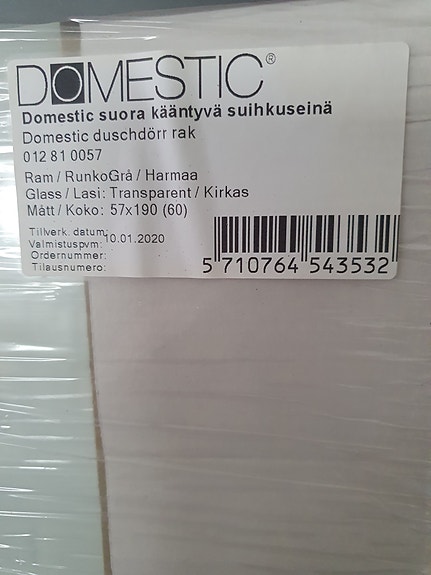 DOMESTIC®
Domestic suora kääntyvä suihkuseinä
Domestic duschdörr rak
012 81 0057
Ram / RunkoGrå / Harmaa
Glass / Lasi: Transparent / Kirkas
Mått / Koko: 57x190 (60)
Tillverk. datum:
Valmistuspvm: 10.01.2020
Ordernummer:
Tilausnumero:
5 710764 543532